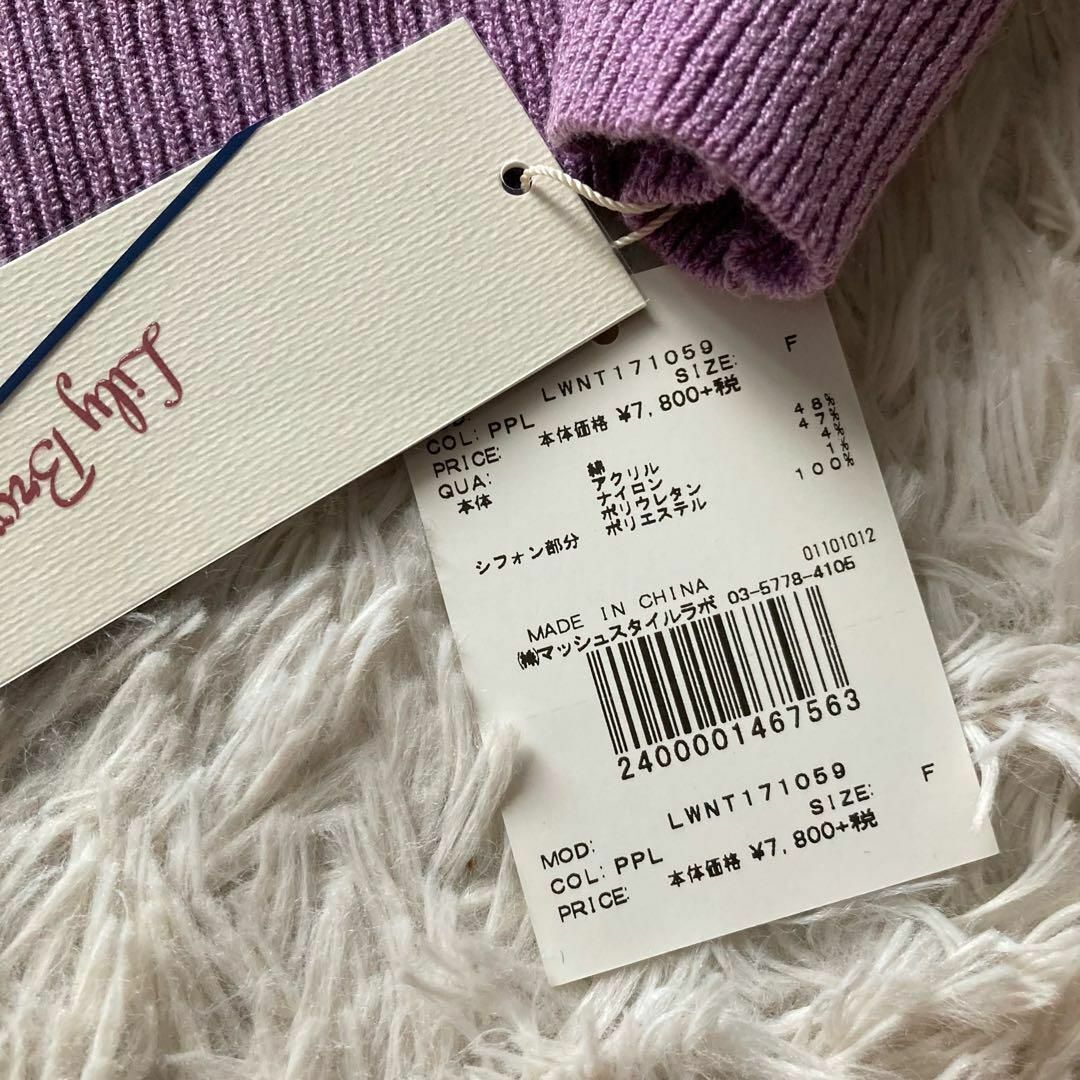 Lily
LWNT171059
SIZE: F
COL: PPL
PRICE: 本体価格 ¥7,800+税
QUA:
本体 綿 48%
アクリル 47%
ナイロン 4%
ポリウレタン 1%
シフォン部分 ポリエステル 100%
01101012
MADE IN CHINA
㈱マッシュスタイルラボ 03-5778-4105
2400001467563
MOD: LWNT171059
SIZE: F
COL: PPL
PRICE: 本体価格 ¥7,800+税